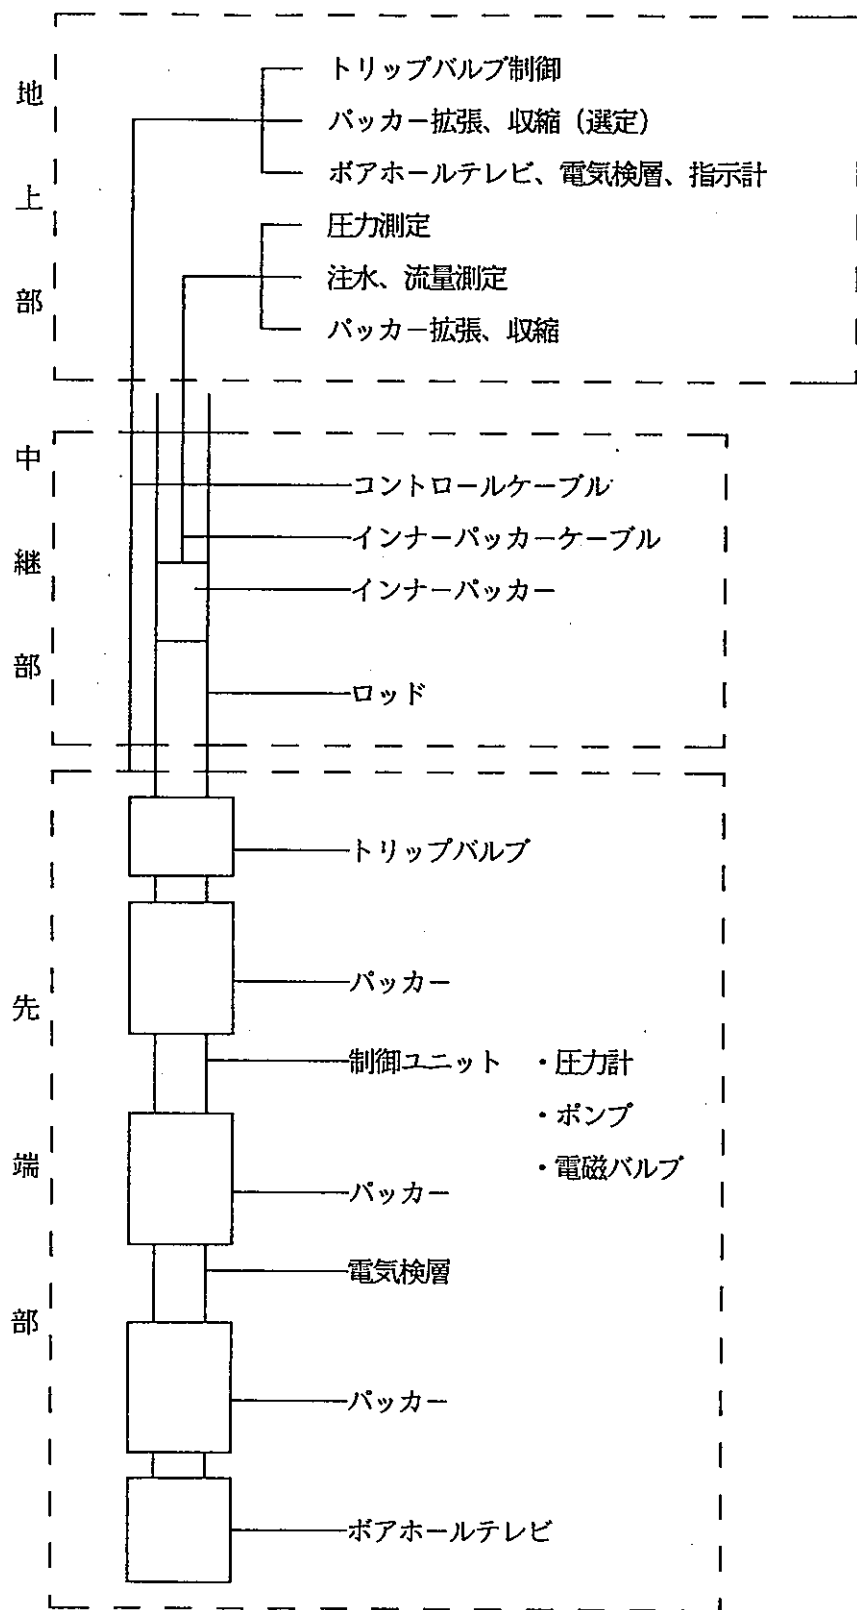 地上部
トリップバルブ制御
パッカー拡張、収縮（選定）
ボアホールテレビ、電気検層、指示計
圧力測定
注水、流量測定
パッカー拡張、収縮
中継部
コントロールケーブル
インナーパッカーケーブル
インナーパッカー
ロッド
先端部
トリップバルブ
パッカー
制御ユニット ・圧力計
・ポンプ
・電磁バルブ
パッカー
電気検層
パッカー
ボアホールテレビ